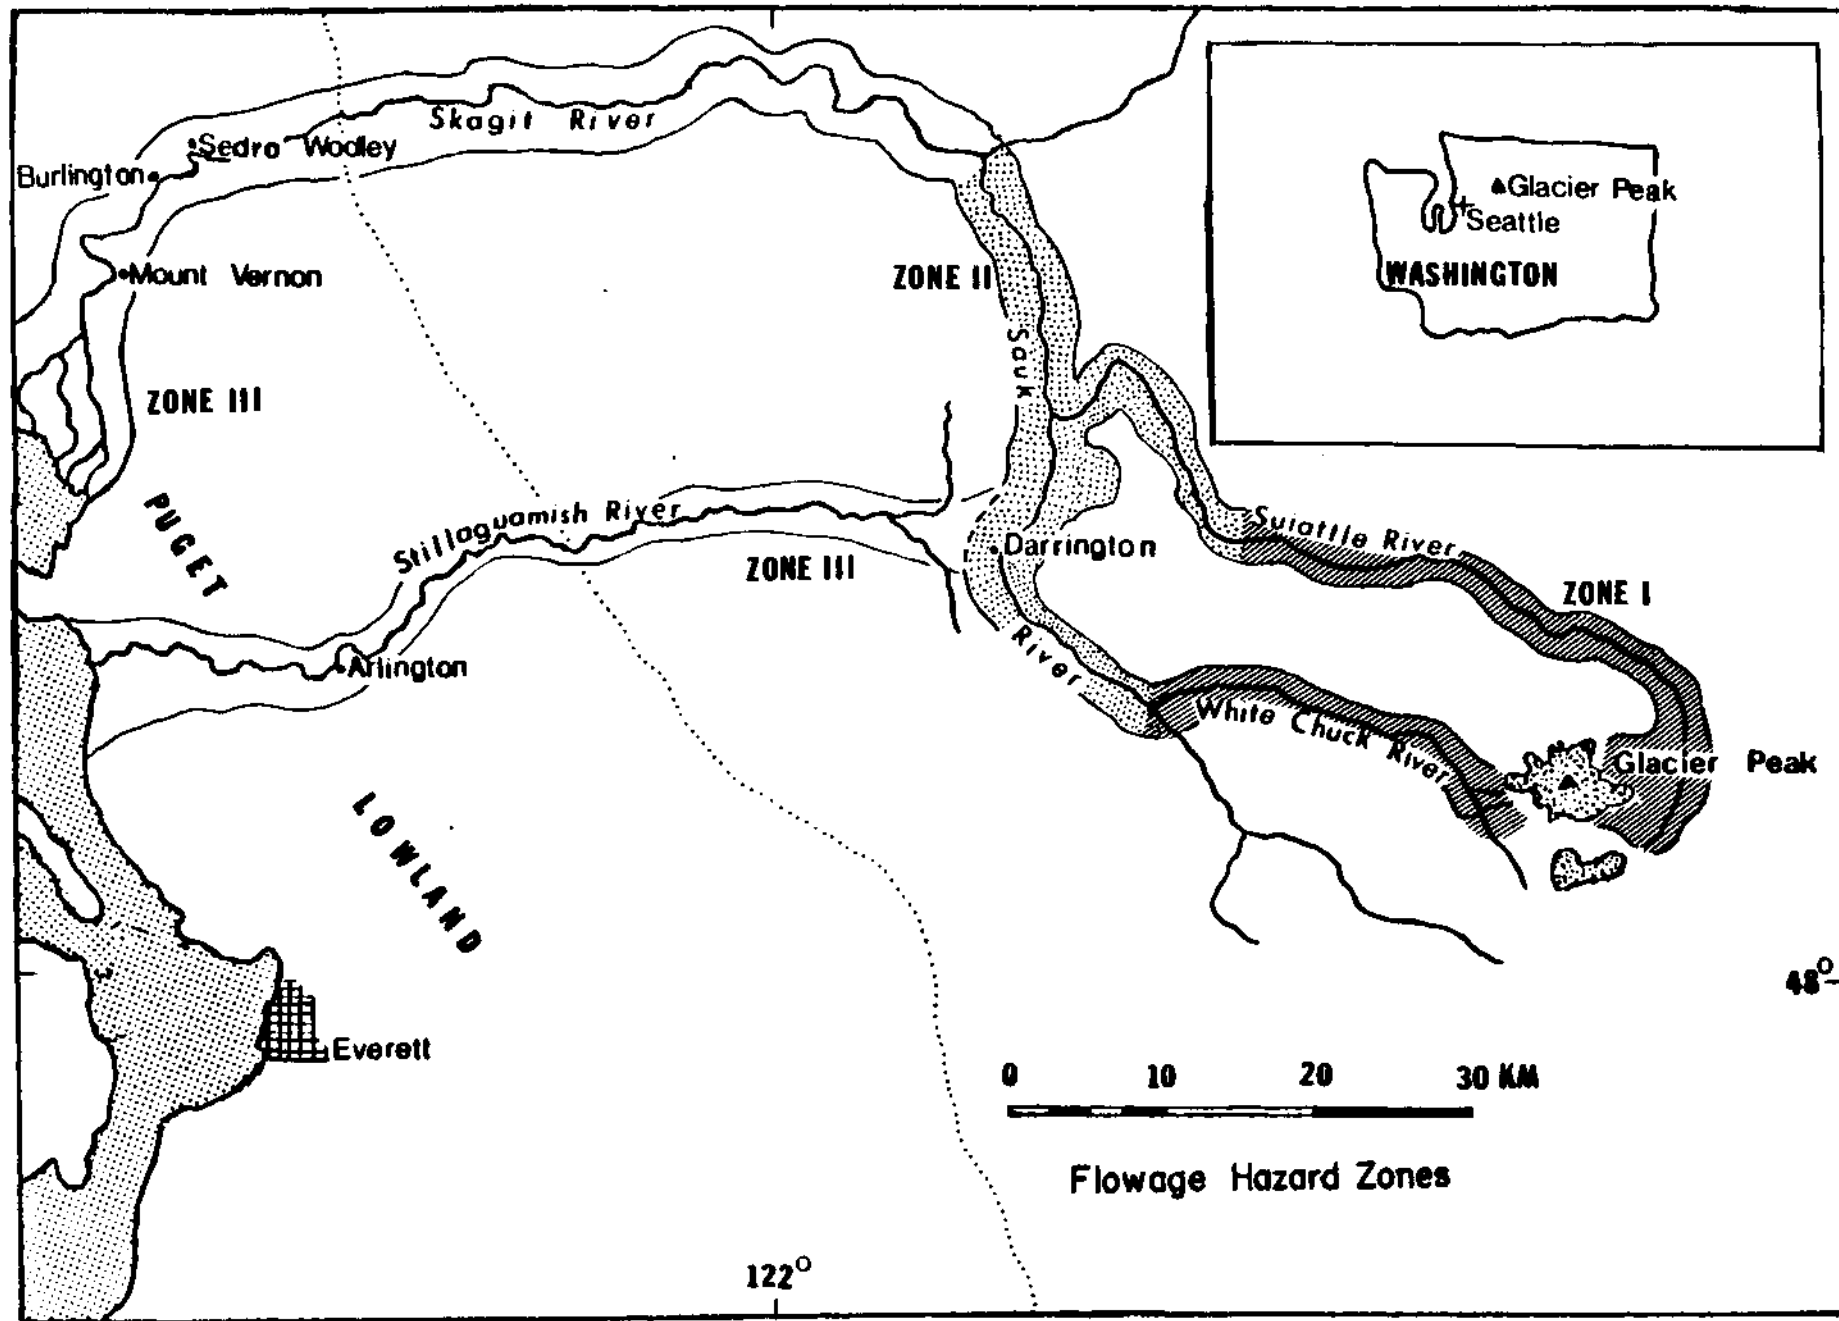 Skagit River
Sedro Woolley
Burlington
Mount Vernon
ZONE III
ZONE II
Sauk
River
Glacier Peak
Seattle
WASHINGTON
PUGET
LOWLAND
Stillaguamish River
ZONE III
Darrington
Suiattle River
ZONE I
Arlington
White Chuck River
Glacier Peak
48°
Everett
0 10 20 30 KM
Flowage Hazard Zones
122°